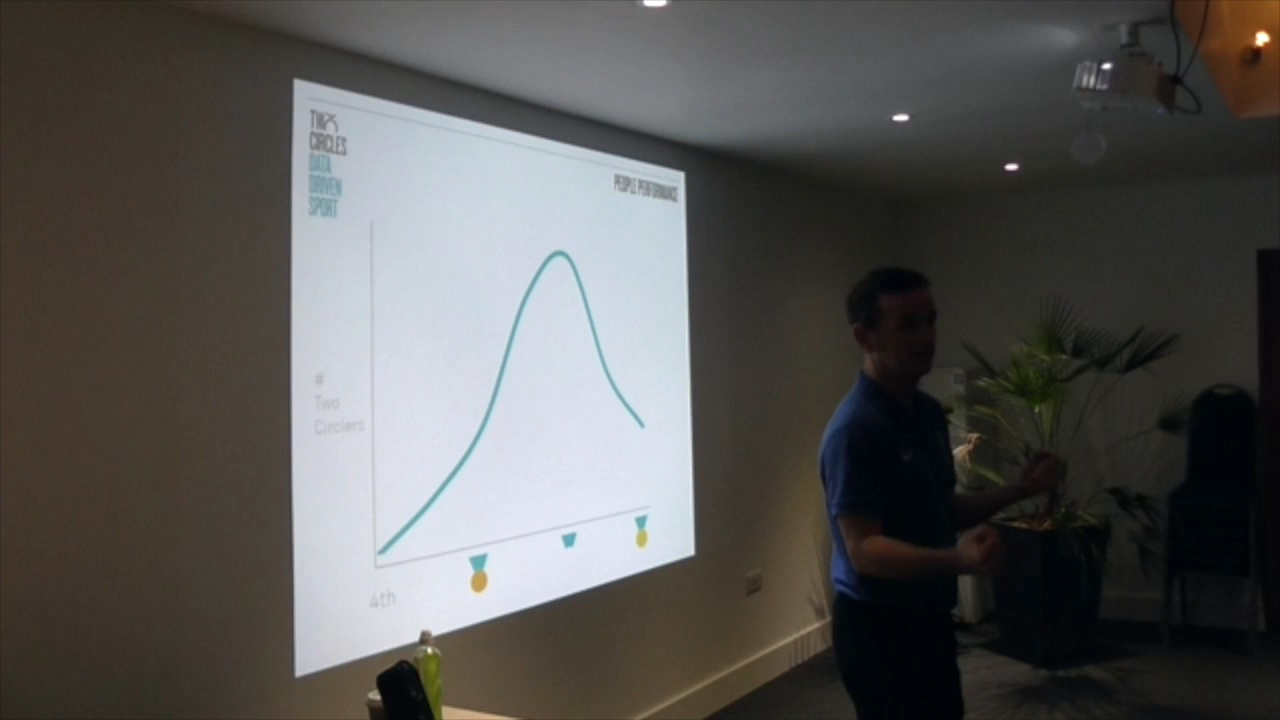 TWO
CIRCLES
DATA
DRIVEN
SPORT
PEOPLE PERFORMANCE
#
Two
Circlers
4th